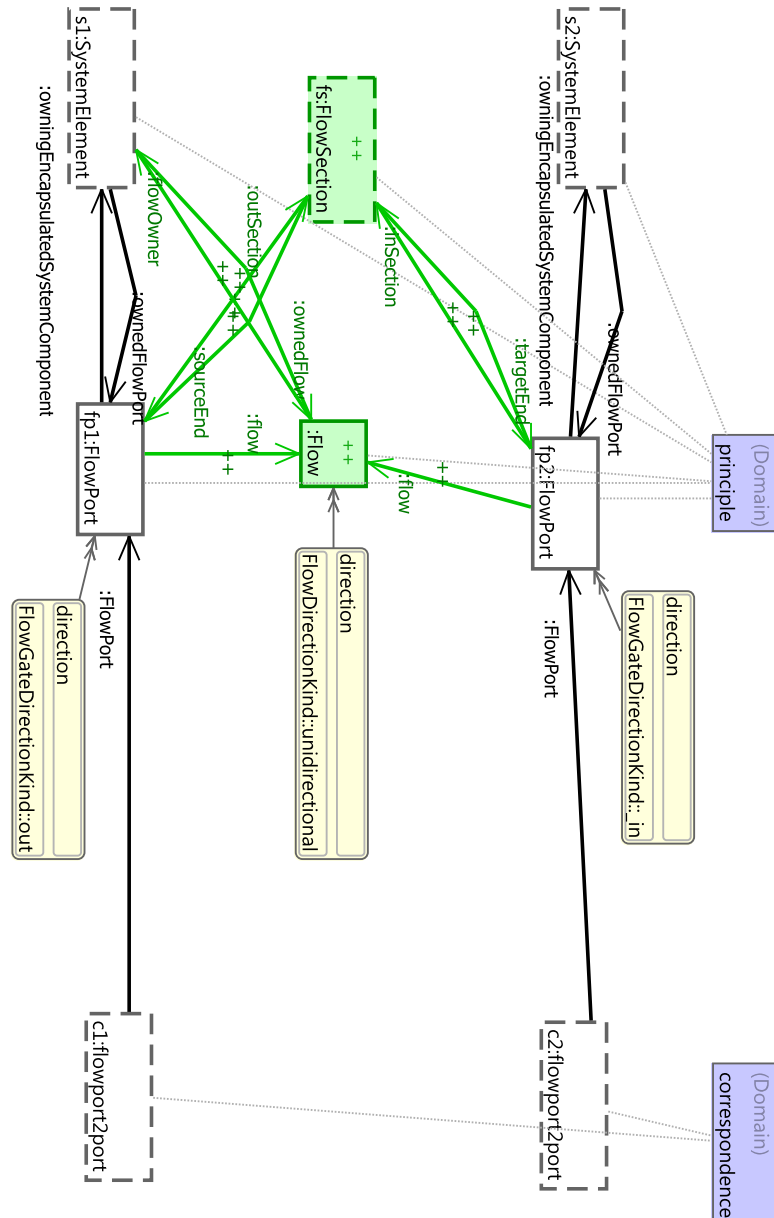 (Domain)
principle
(Domain)
correspondence
direction
FlowGateDirectionKind::_in
:ownedFlowPort
s2:SystemElement
:owningEncapsulatedSystemComponent
fp2:FlowPort
:FlowPort
c2:flowport2port
:targetEnd
++
++
++
:inSection
:flow
++
fs:FlowSection
++
:Flow
direction
FlowDirectionKind::unidirectional
:ownedFlow
:outSection
:flow
++
++
++
++
++
:sourceEnd
:flowOwner
:ownedFlowPort
s1:SystemElement
:owningEncapsulatedSystemComponent
fp1:FlowPort
:FlowPort
c1:flowport2port
direction
FlowGateDirectionKind::out